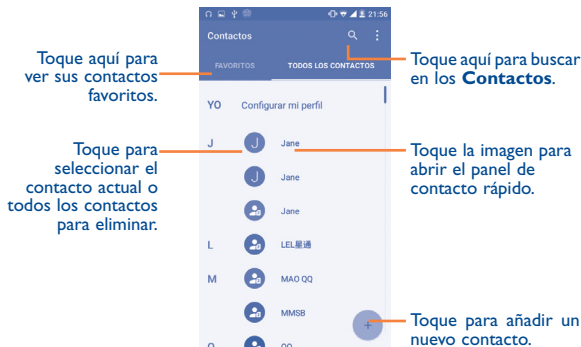 21:56
Contactos
FAVORITOS
TODOS LOS CONTACTOS
YO
Configurar mi perfil
J
J
Jane
J
Jane
Jane
L
LEL星通
M
MAO QQ
MMSB
Q
QQ
Toque aquí para
ver sus contactos
favoritos.
Toque para
seleccionar el
contacto actual o
todos los contactos
para eliminar.
Toque aquí para buscar
en los Contactos.
Toque la imagen para
abrir el panel de
contacto rápido.
Toque para añadir un
nuevo contacto.